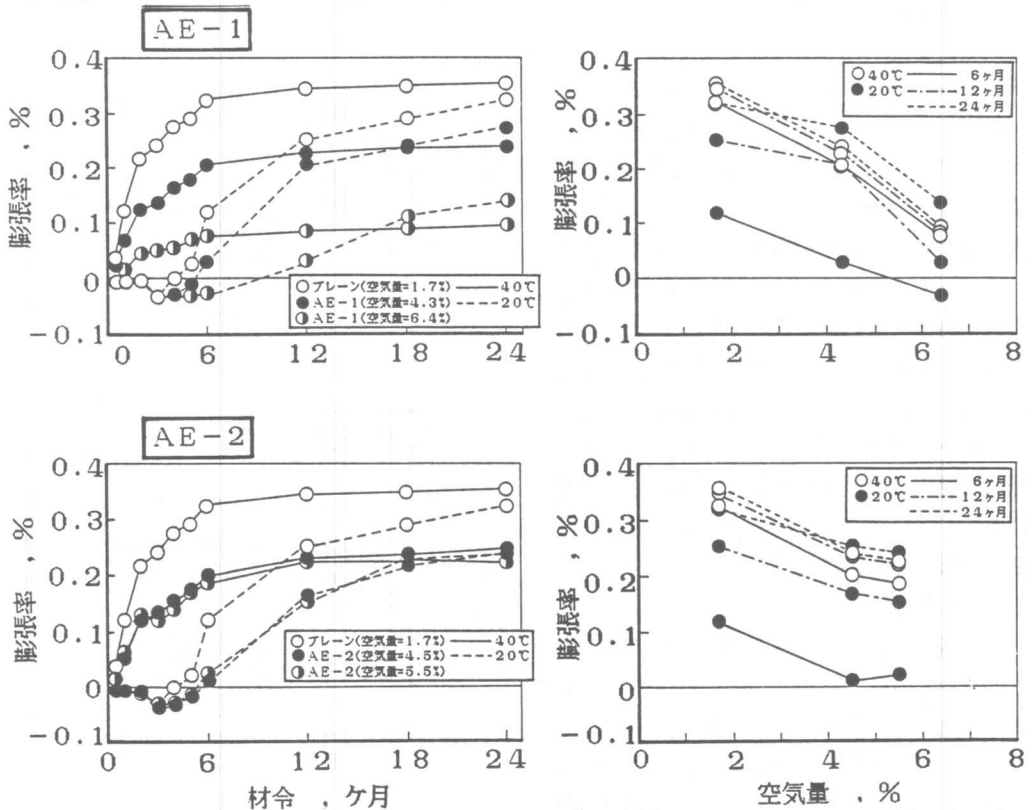 AE-1
0.4
0.3
0.2
0.1
0
-0.1
膨張率 , %
0 6 12 18 24
プレーン(空気量=1.7%) 40℃
AE-1(空気量=4.3%) 20℃
AE-1(空気量=6.4%)
0.4
0.3
0.2
0.1
0
-0.1
膨張率 , %
0 2 4 6 8
40℃ 6ヶ月
20℃ 12ヶ月
24ヶ月
AE-2
0.4
0.3
0.2
0.1
0
-0.1
膨張率 , %
0 6 12 18 24
材令 , ケ月
プレーン(空気量=1.7%) 40℃
AE-2(空気量=4.5%) 20℃
AE-2(空気量=5.5%)
0.4
0.3
0.2
0.1
0
-0.1
膨張率 , %
0 2 4 6 8
空気量 , %
40℃ 6ヶ月
20℃ 12ヶ月
24ヶ月